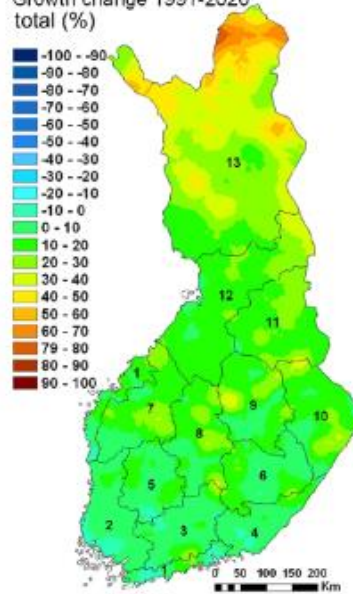 Growth change 1991-2020
total (%)
-100 - -90
-90 - -80
-80 - -70
-70 - -60
-60 - -50
-50 - -40
-40 - -30
-30 - -20
-20 - -10
-10 - 0
0 - 10
10 - 20
20 - 30
30 - 40
40 - 50
50 - 60
60 - 70
79 - 80
80 - 90
90 - 100
13
12
11
1
7
9
10
8
5
6
2
3
4
1
0 50 100 150 200
Km